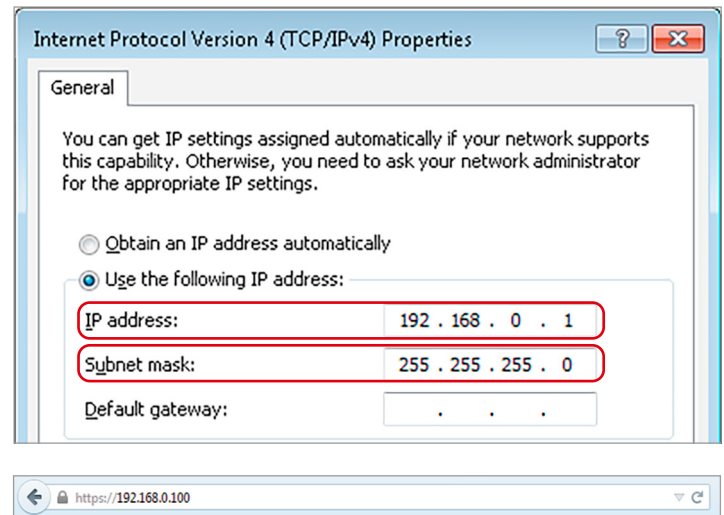 Internet Protocol Version 4 (TCP/IPv4) Properties
General
You can get IP settings assigned automatically if your network supports
this capability. Otherwise, you need to ask your network administrator
for the appropriate IP settings.
Obtain an IP address automatically
Use the following IP address:
IP address: 192 . 168 . 0 . 1
Subnet mask: 255 . 255 . 255 . 0
Default gateway: . . .
https://192.168.0.100